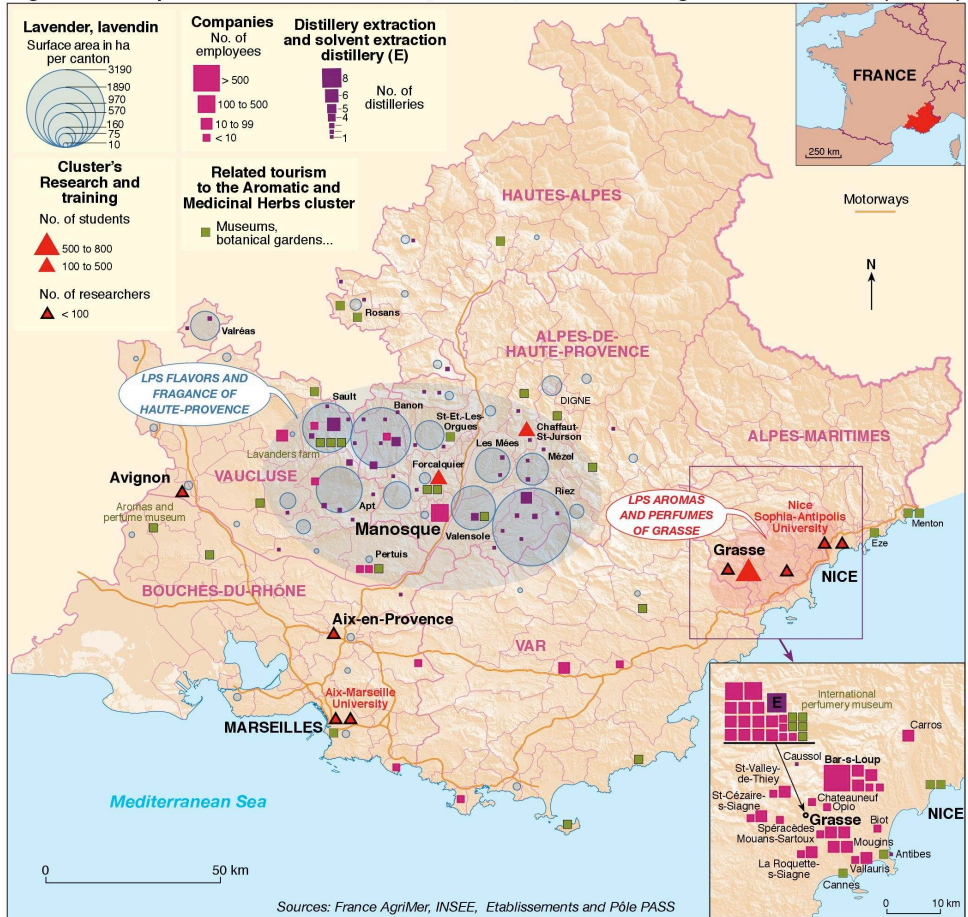 Lavender, lavendin
Surface area in ha
per canton
3190
1890
970
570
160
75
10
Companies
No. of
employees
> 500
100 to 500
10 to 99
< 10
Distillery extraction
and solvent extraction
distillery (E)
8
6
5
4
1
No. of
distilleries
Cluster's
Research and
training
No. of students
500 to 800
100 to 500
No. of researchers
< 100
Related tourism
to the Aromatic and
Medicinal Herbs cluster
Museums,
botanical gardens...
FRANCE
250 km
Motorways
N
HAUTES-ALPES
Rosans
Valréas
ALPES-DE-
HAUTE-PROVENCE
LPS FLAVORS AND
FRAGANCE OF
HAUTE-PROVENCE
DIGNE
Sault
Banon
St-Et.-Les-
Orgues
Chaffaut-
St-Jurson
Les Mées
Mézel
ALPES-MARITIMES
Lavanders farm
VAUCLUSE
Forcalquier
Avignon
Aromas and
perfume museum
Apt
Riez
Manosque
Valensole
Pertuis
LPS AROMAS
AND PERFUMES
OF GRASSE
Nice
Sophia-Antipolis
University
Menton
Eze
Grasse
NICE
BOUCHES-DU-RHÔNE
Aix-en-Provence
VAR
Aix-Marseille
University
MARSEILLES
Mediterranean Sea
E
International
perfumery museum
Carros
Caussol
Bar-s-Loup
St-Valley-
de-Thiey
St-Cézaire-
s-Siagne
Chateauneuf
Opio
Grasse
NICE
Spéracèdes
Biot
Mouans-Sartoux
Mougins
La Roquette-
s-Siagne
Antibes
Vallauris
Cannes
0 10 km
0 50 km
Sources: France AgriMer, INSEE, Etablissements and Pôle PASS